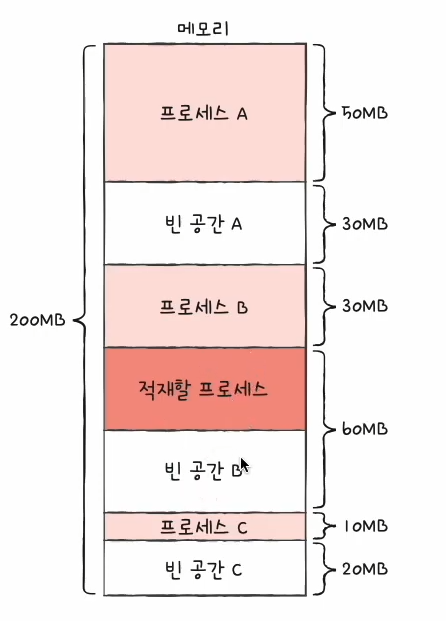 메모리
프로세스 A
50MB
빈 공간 A
30MB
프로세스 B
30MB
200MB
적재할 프로세스
60MB
빈 공간 B
프로세스 C
10MB
빈 공간 C
20MB